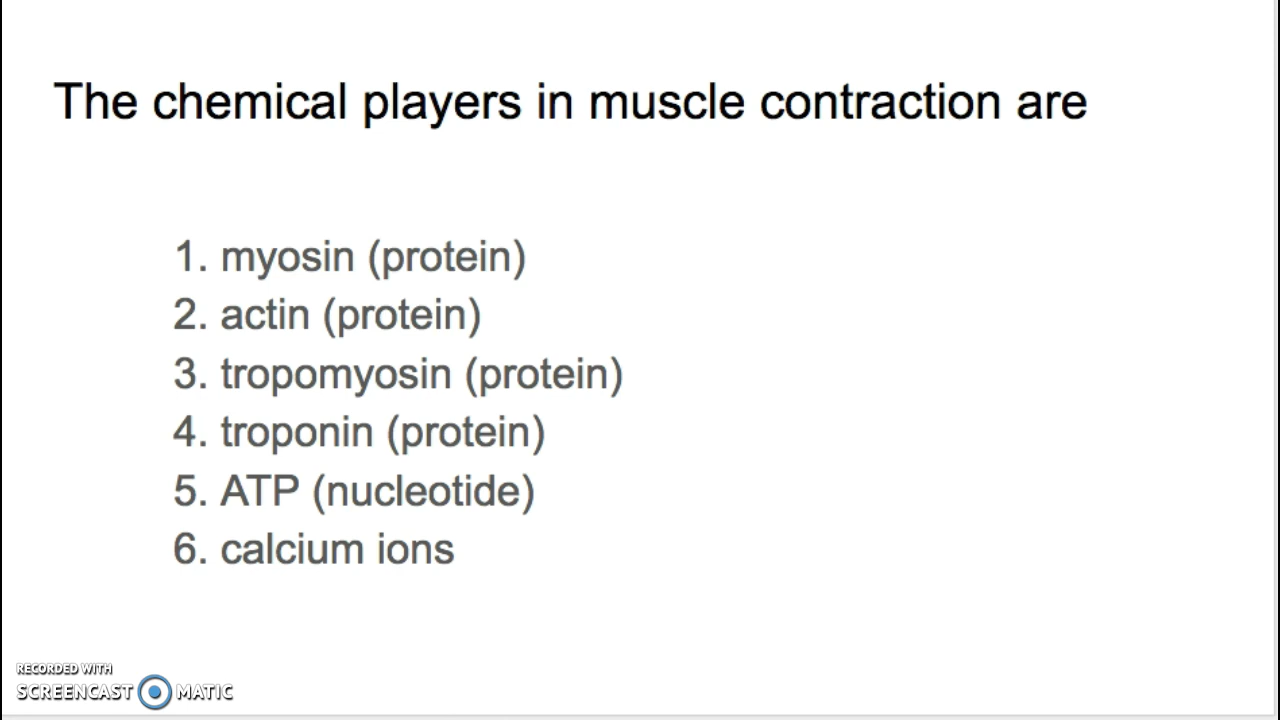 The chemical players in muscle contraction are
1. myosin (protein)
2. actin (protein)
3. tropomyosin (protein)
4. troponin (protein)
5. ATP (nucleotide)
6. calcium ions
RECORDED WITH
SCREENCAST MATIC